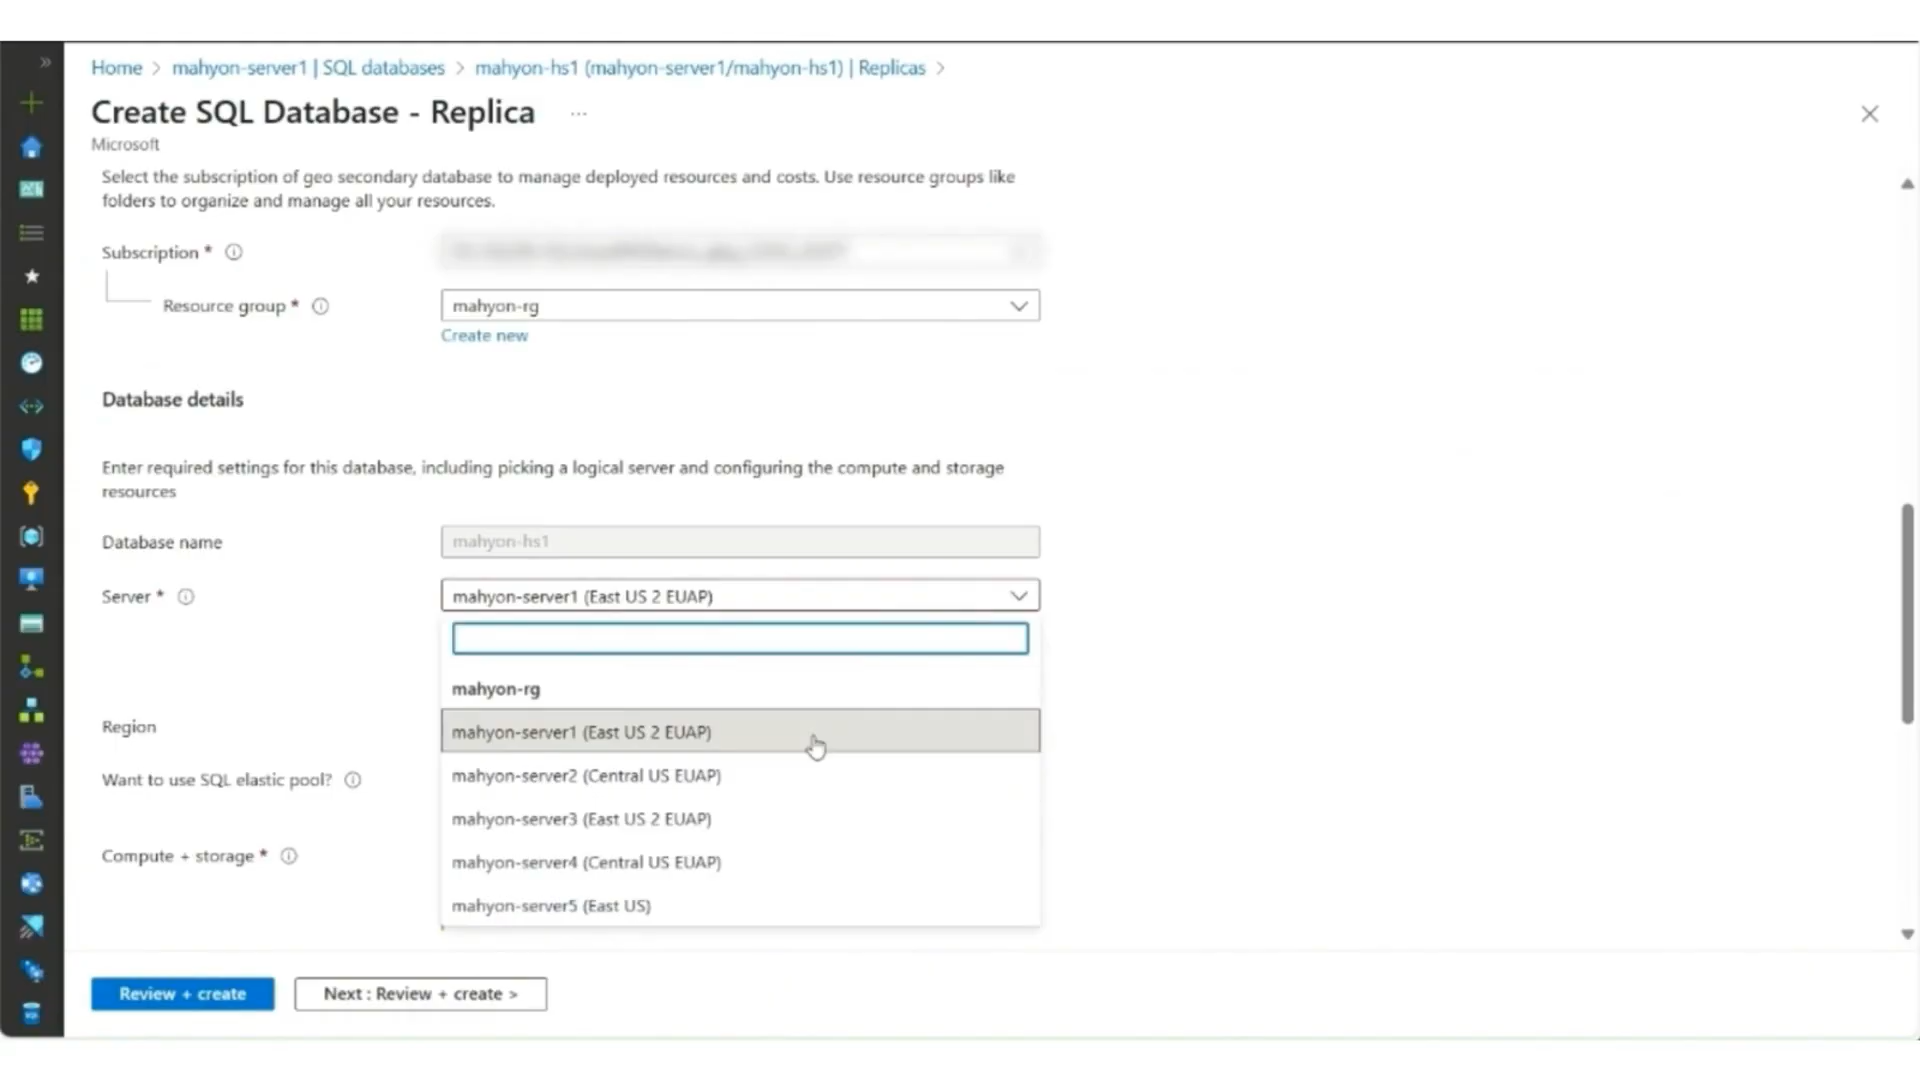 Home > mahyon-server1 | SQL databases > mahyon-hs1 (mahyon-server1/mahyon-hs1) | Replicas >
Create SQL Database - Replica ...
Microsoft
Select the subscription of geo secondary database to manage deployed resources and costs. Use resource groups like
folders to organize and manage all your resources.
Subscription *
Resource group *
mahyon-rg
Create new
Database details
Enter required settings for this database, including picking a logical server and configuring the compute and storage
resources
Database name
mahyon-hs1
Server *
mahyon-server1 (East US 2 EUAP)
mahyon-rg
Region
mahyon-server1 (East US 2 EUAP)
Want to use SQL elastic pool?
mahyon-server2 (Central US EUAP)
mahyon-server3 (East US 2 EUAP)
Compute + storage *
mahyon-server4 (Central US EUAP)
mahyon-server5 (East US)
Review + create
Next : Review + create >